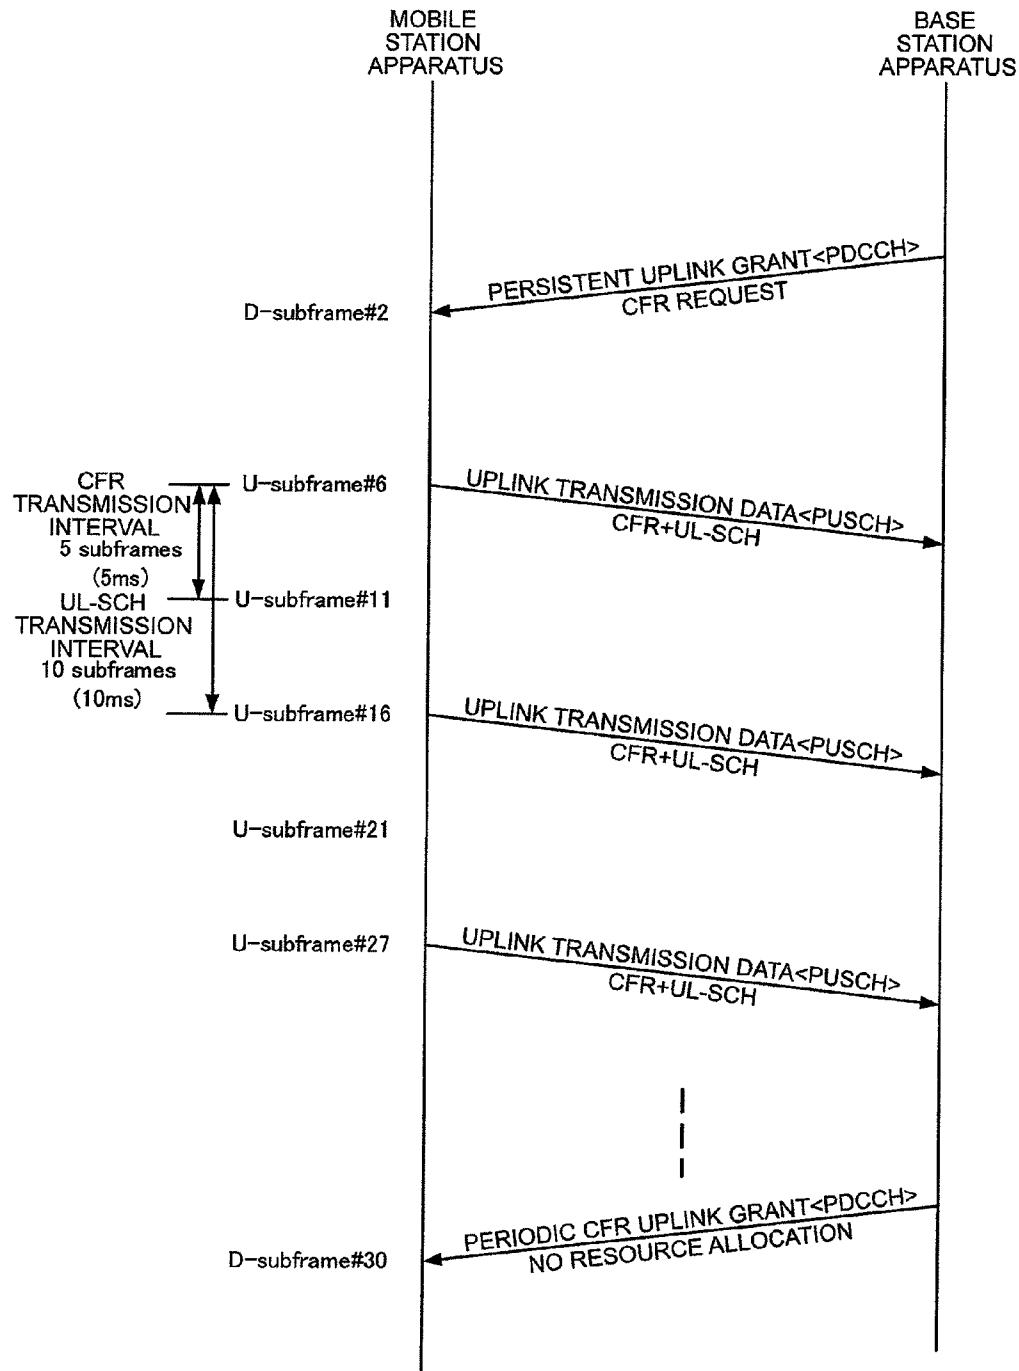 MOBILE
STATION
APPARATUS
BASE
STATION
APPARATUS
PERSISTENT UPLINK GRANT<PDCCH>
CFR REQUEST
D-subframe#2
CFR
TRANSMISSION
INTERVAL
5 subframes
(5ms)
U-subframe#6
UPLINK TRANSMISSION DATA<PUSCH>
CFR+UL-SCH
UL-SCH
TRANSMISSION
INTERVAL
10 subframes
(10ms)
U-subframe#11
U-subframe#16
UPLINK TRANSMISSION DATA<PUSCH>
CFR+UL-SCH
U-subframe#21
U-subframe#27
UPLINK TRANSMISSION DATA<PUSCH>
CFR+UL-SCH
PERIODIC CFR UPLINK GRANT<PDCCH>
NO RESOURCE ALLOCATION
D-subframe#30